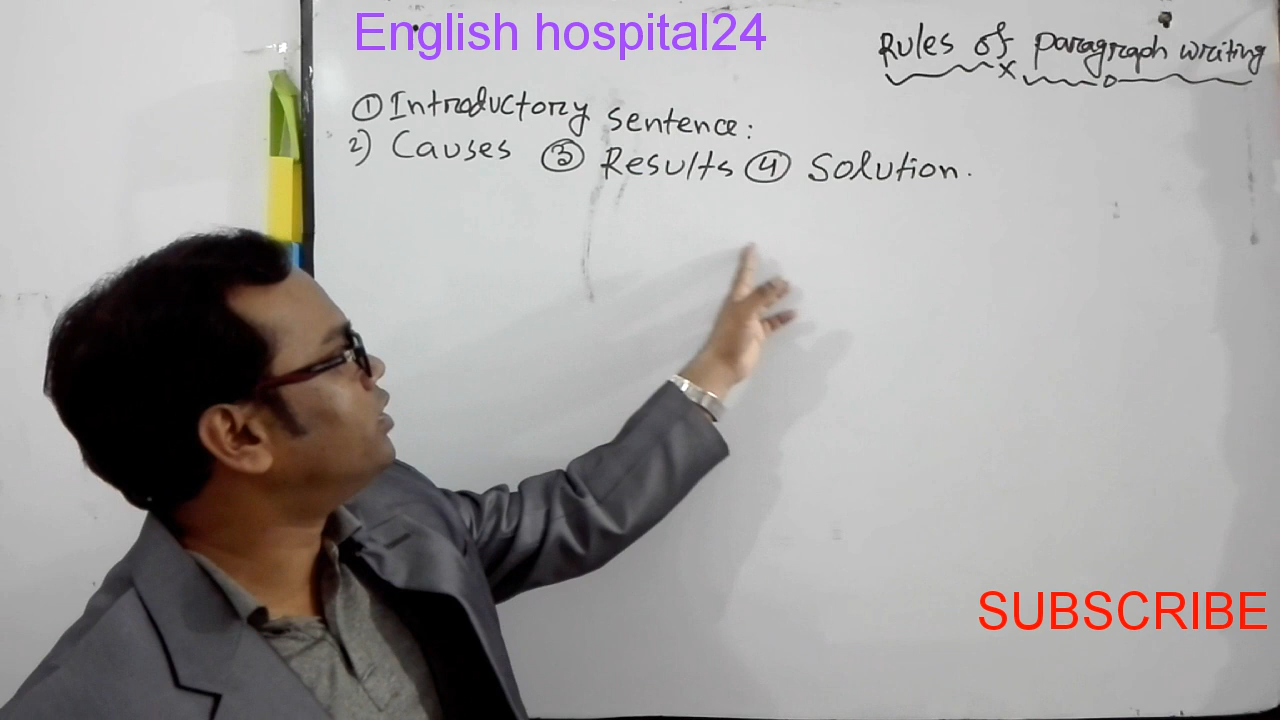 English hospital24
Rules of paragraph writing
① Introductory sentence:
2) Causes ③ Results ④ Solution.
SUBSCRIBE